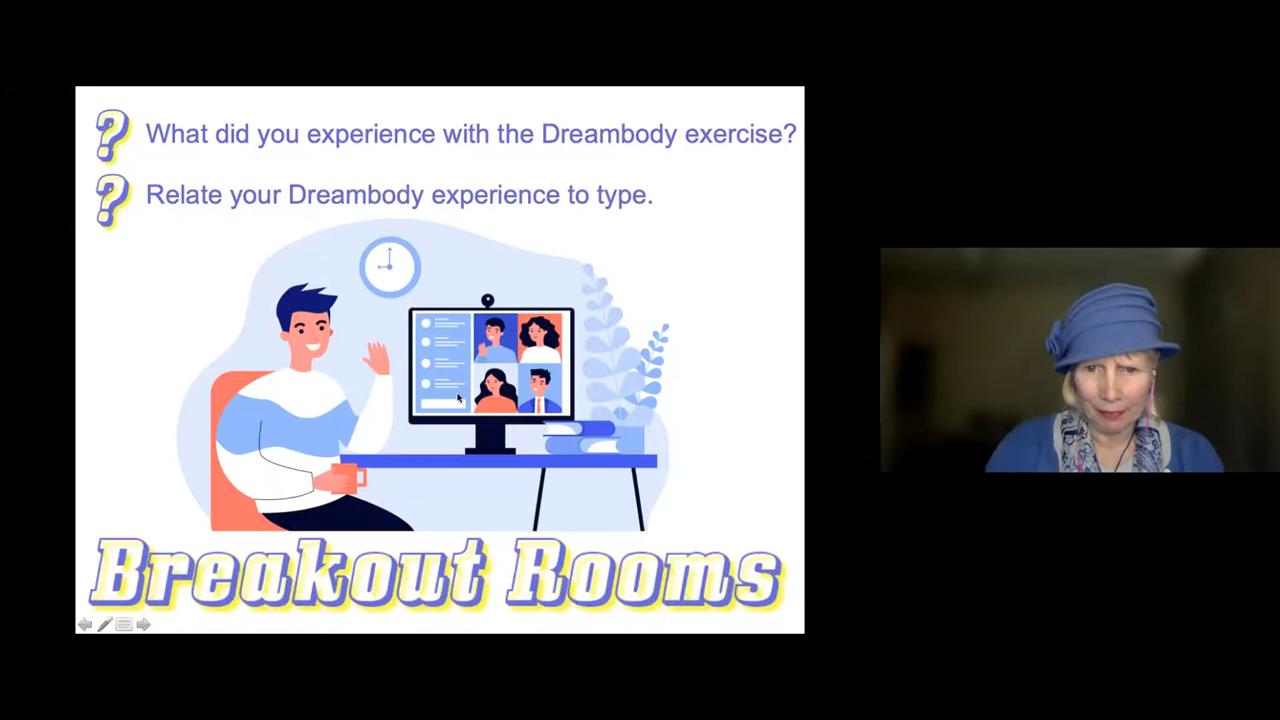 ? What did you experience with the Dreambody exercise?
? Relate your Dreambody experience to type.
Breakout Rooms